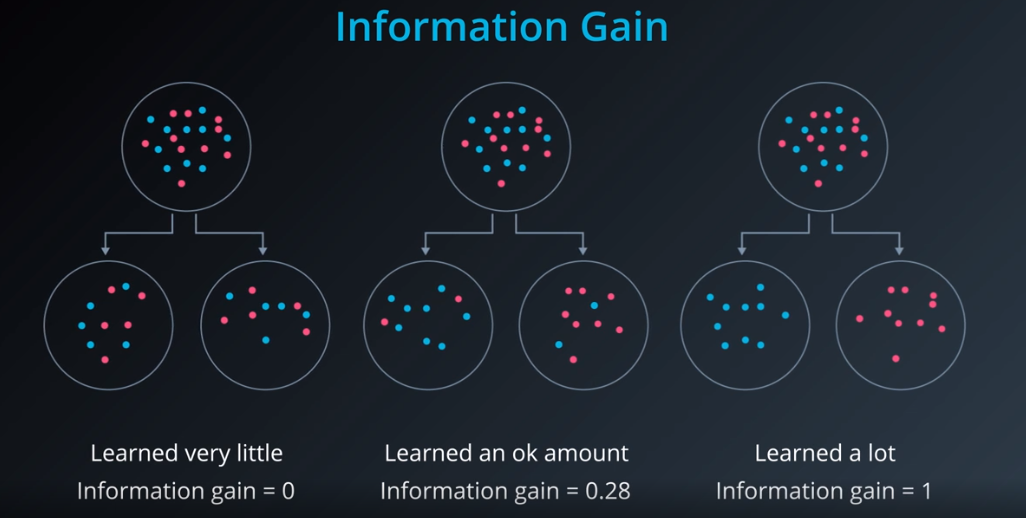 Information Gain
Learned very little
Information gain = 0
Learned an ok amount
Information gain = 0.28
Learned a lot
Information gain = 1